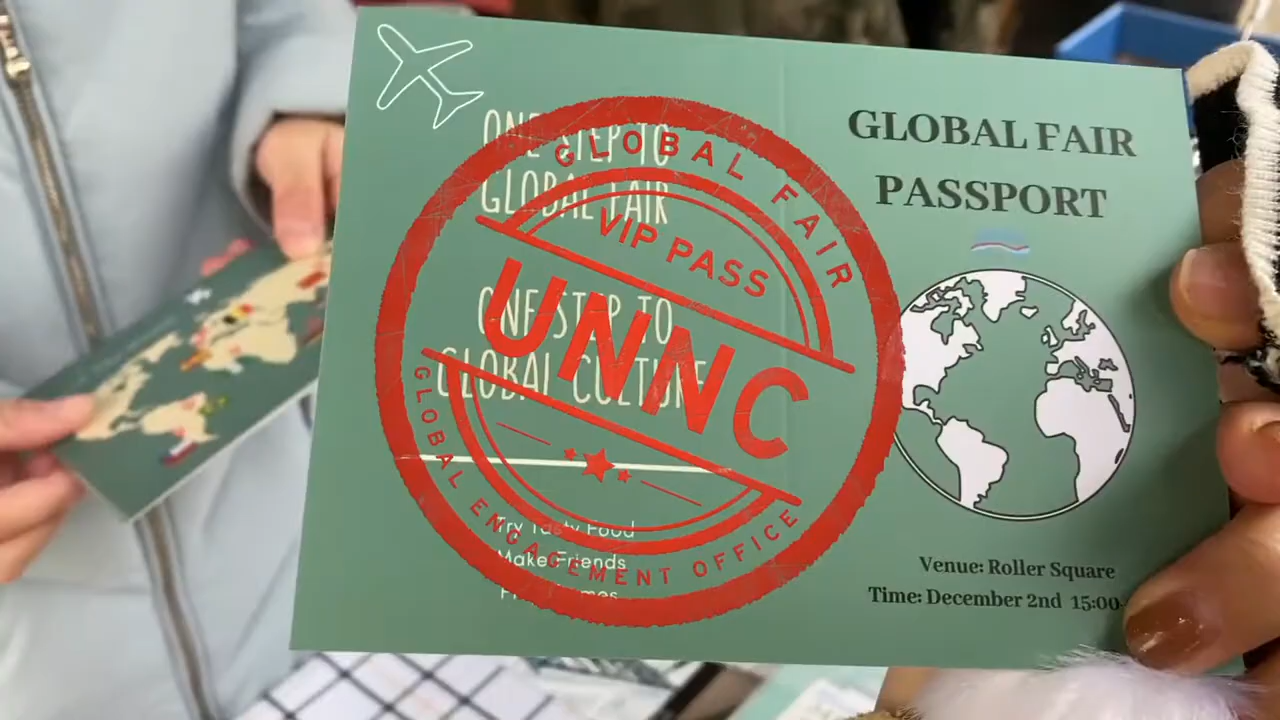 ONE STEP TO
GLOBAL FAIR
ONE STEP TO
GLOBAL CULTURE
Try Tasty Food
Make Friends
GLOBAL FAIR
VIP PASS
UNNC
GLOBAL ENGAGEMENT OFFICE
GLOBAL FAIR
PASSPORT
Venue: Roller Square
Time: December 2nd 15:00-